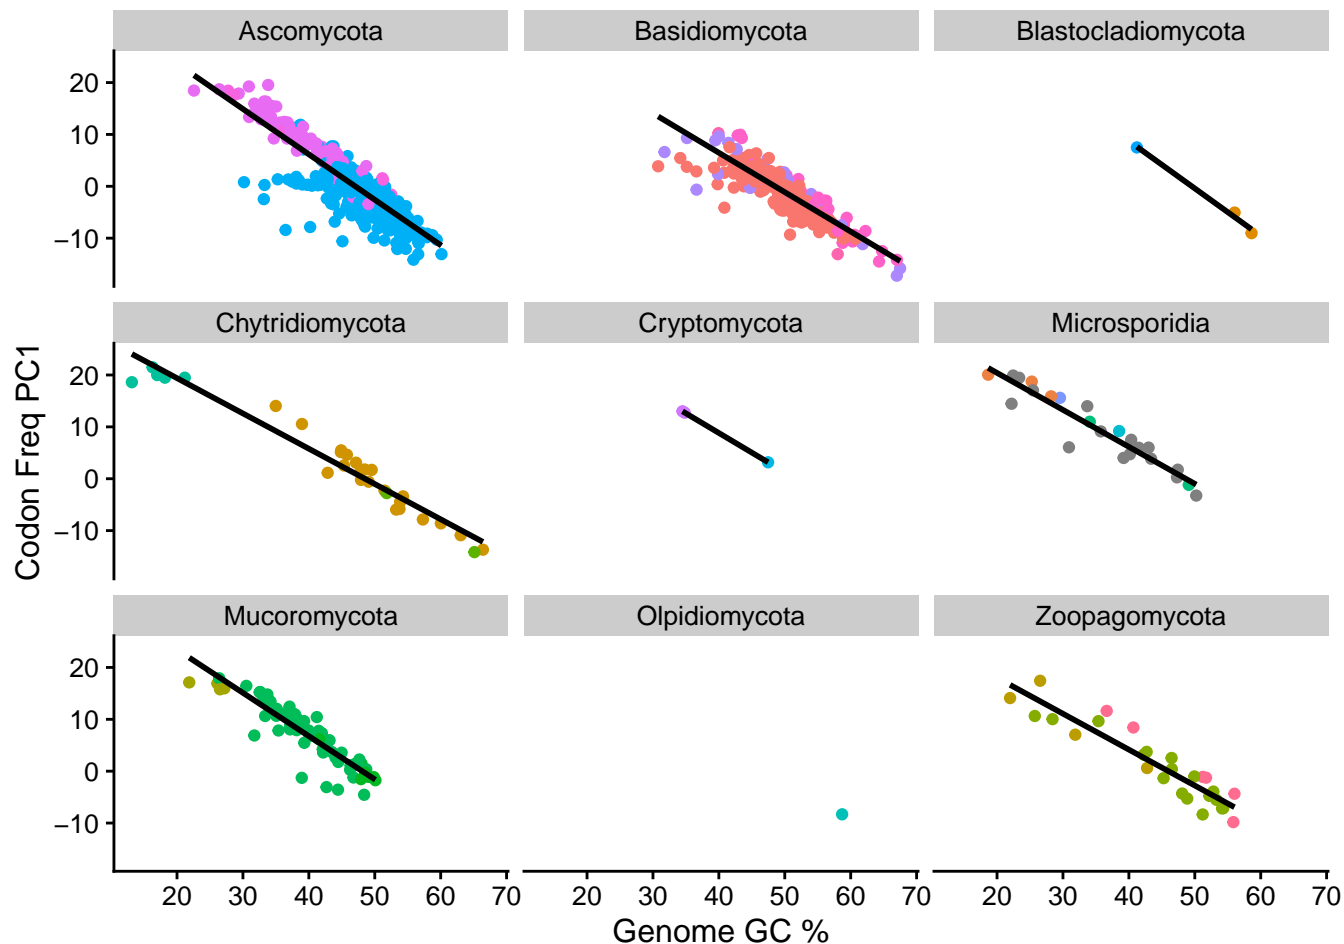 Ascomycota Basidiomycota Blastocladiomycota
20
10
0
−10
Chytridiomycota Cryptomycota Microsporidia
20
10
0
−10
Mucoromycota Olpidiomycota Zoopagomycota
20
10
0
−10
20 30 40 50 60 70 20 30 40 50 60 70 20 30 40 50 60 70
Genome GC %
Codon Freq PC1